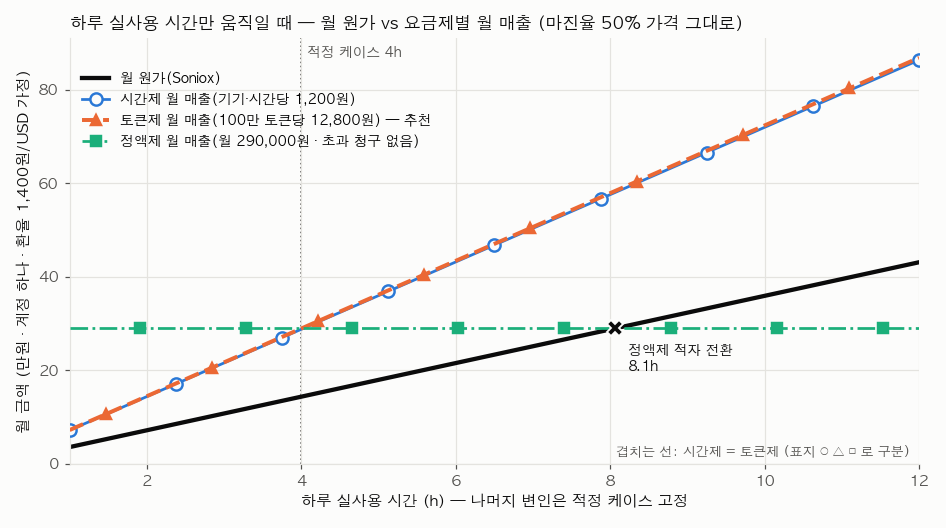 하루 실사용 시간만 움직일 때 — 월 원가 vs 요금제별 월 매출 (마진율 50% 가격 그대로)
적정 케이스 4h
월 원가(Soniox)
시간제 월 매출(기기·시간당 1,200원)
토큰제 월 매출(100만 토큰당 12,800원) — 추천
정액제 월 매출(월 290,000원 · 초과 청구 없음)
월 금액 (만원 · 계정 하나 · 환율 1,400원/USD 가정)
80
60
40
20
0
정액제 적자 전환
8.1h
겹치는 선: 시간제 = 토큰제 (표지 ○ △ □ 로 구분)
2
4
6
8
10
12
하루 실사용 시간 (h) — 나머지 변인은 적정 케이스 고정